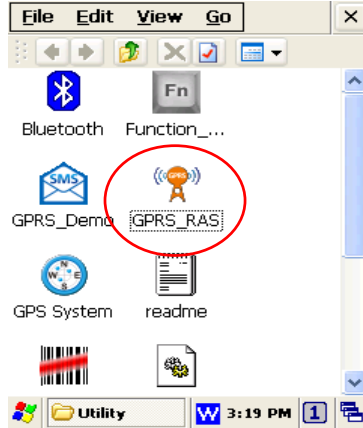 File Edit View Go
Fn
Bluetooth Function_...
SMS GPRS
GPRS_Demo GPRS_RAS
N
W E
S
GPS System readme
Utility W 3:19 PM 1